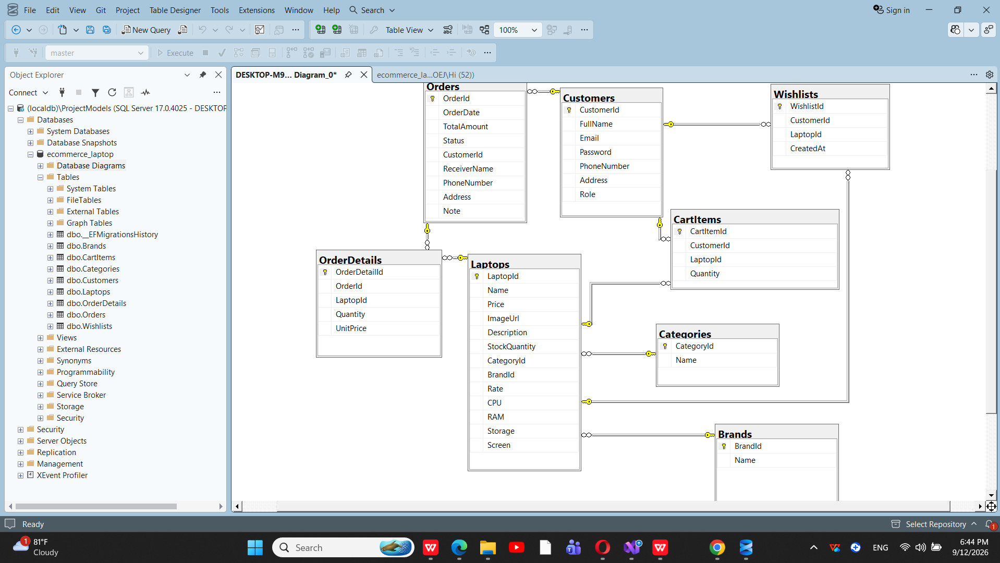 File Edit View Git Project Table Designer Tools Extensions Window Help Search Sign in
New Query Table View 100%
master Execute
Object Explorer
Connect
(localdb)\ProjectModels (SQL Server 17.0.4025 - DESKTOP
Databases
System Databases
Database Snapshots
ecommerce_laptop
Database Diagrams
Tables
System Tables
FileTables
External Tables
Graph Tables
dbo.__EFMigrationsHistory
dbo.Brands
dbo.CartItems
dbo.Categories
dbo.Customers
dbo.Laptops
dbo.OrderDetails
dbo.Orders
dbo.Wishlists
Views
External Resources
Synonyms
Programmability
Query Store
Service Broker
Storage
Security
Security
Server Objects
Replication
Management
XEvent Profiler
DESKTOP-M9... Diagram_0* ecommerce_la...OEJ\Hi (52))
Orders
OrderId
OrderDate
TotalAmount
Status
CustomerId
ReceiverName
PhoneNumber
Address
Note
Customers
CustomerId
FullName
Email
Password
PhoneNumber
Address
Role
Wishlists
WishlistId
CustomerId
LaptopId
CreatedAt
CartItems
CartItemId
CustomerId
LaptopId
Quantity
OrderDetails
OrderDetailId
OrderId
LaptopId
Quantity
UnitPrice
Laptops
LaptopId
Name
Price
ImageUrl
Description
StockQuantity
CategoryId
BrandId
Rate
CPU
RAM
Storage
Screen
Categories
CategoryId
Name
Brands
BrandId
Name
Ready Select Repository 1
1 81°F
Cloudy
Search
ENG
6:44 PM
9/12/2026